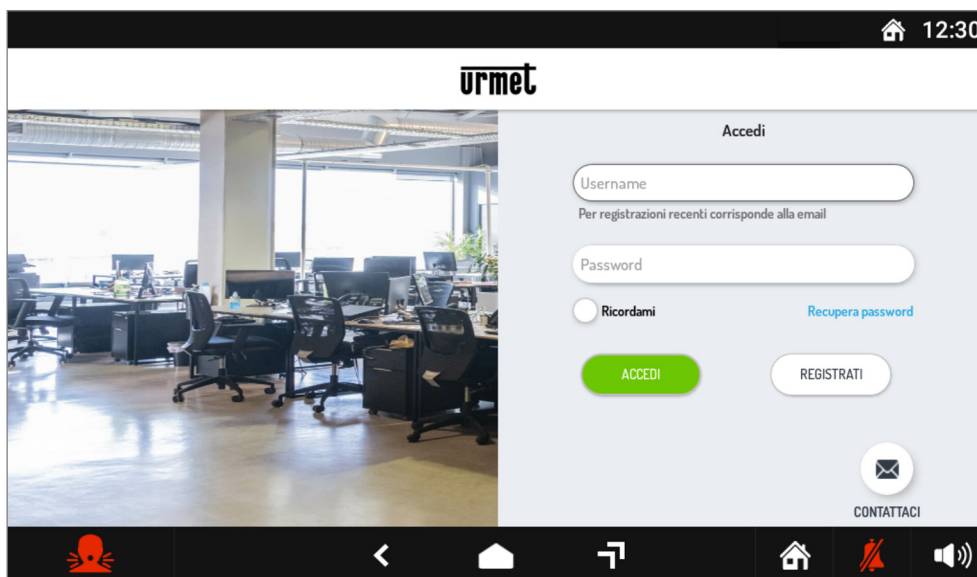 12:30
urmet
Accedi
Username
Per registrazioni recenti corrisponde alla email
Password
Ricordami
Recupera password
ACCEDI
REGISTRATI
CONTATTACI